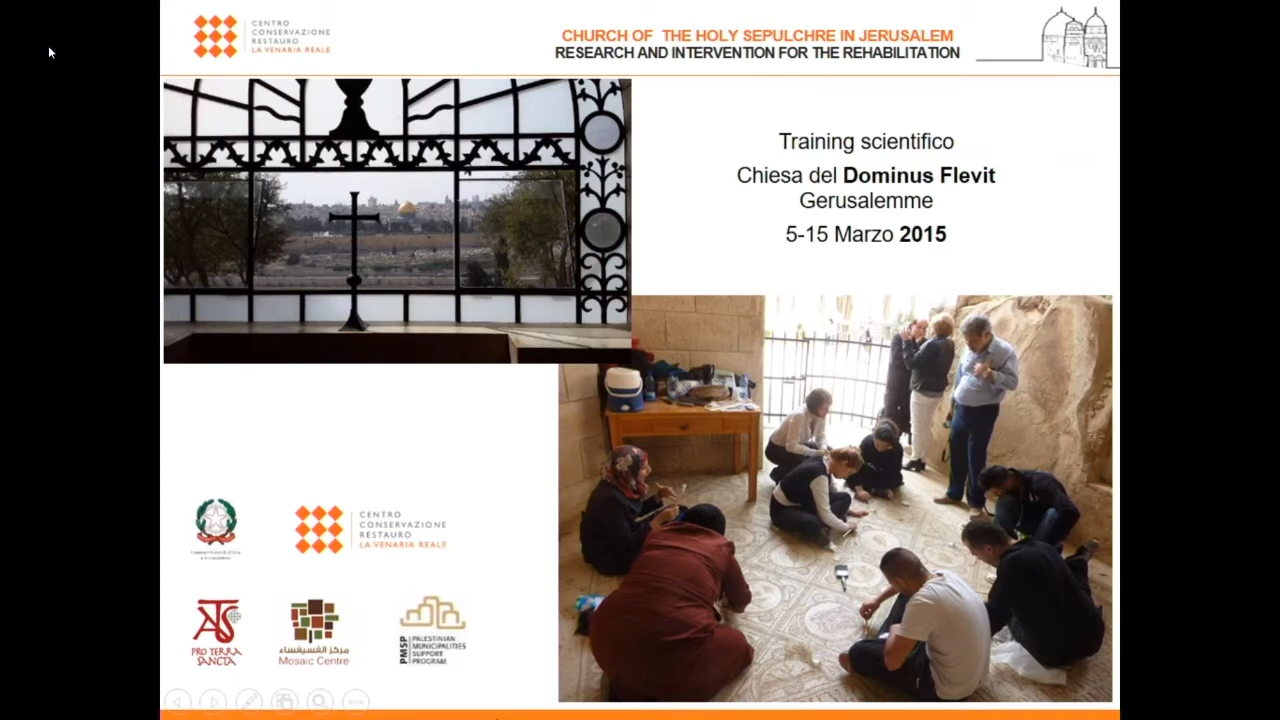 CENTRO
CONSERVAZIONE
RESTAURO
LA VENARIA REALE
CHURCH OF THE HOLY SEPULCHRE IN JERUSALEM
RESEARCH AND INTERVENTION FOR THE REHABILITATION
Training scientifico
Chiesa del Dominus Flevit
Gerusalemme
5-15 Marzo 2015
CENTRO
CONSERVAZIONE
RESTAURO
LA VENARIA REALE
ATS
PRO TERRA
SANCTA
مركز الفسيفساء
Mosaic Centre
PMSP
PALESTINIAN
MUNICIPALITIES
SUPPORT
PROGRAM